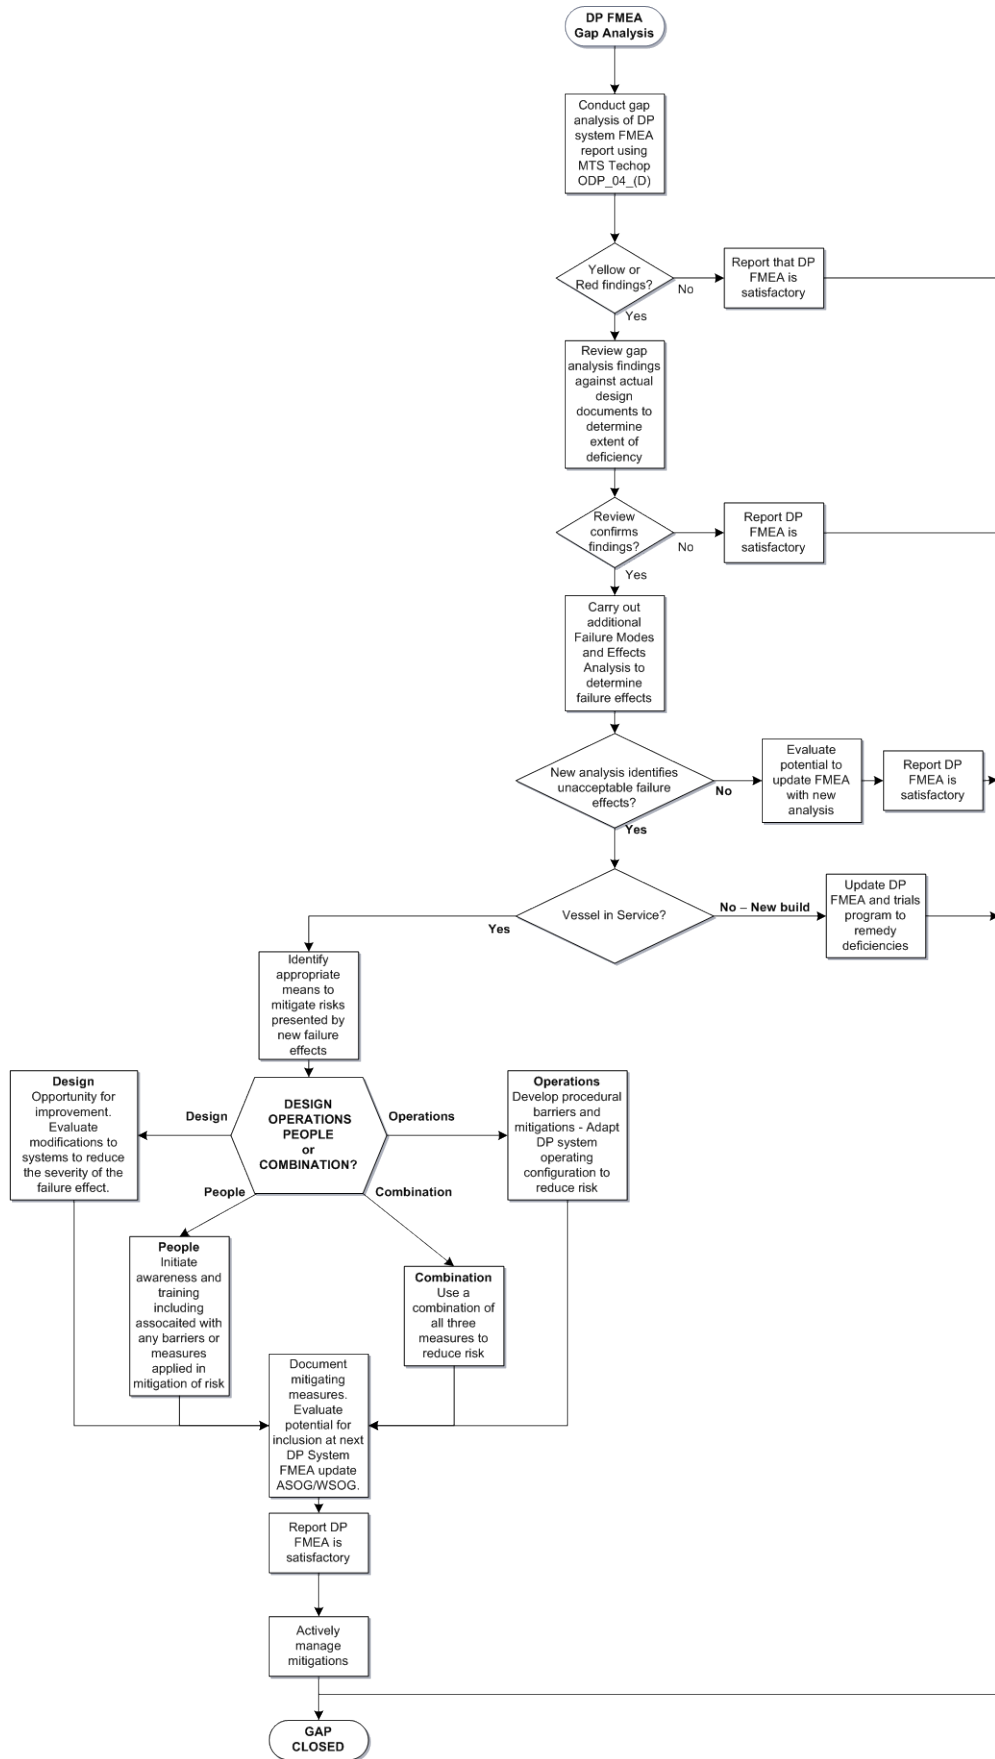 DP FMEA
Gap Analysis
Conduct gap
analysis of DP
system FMEA
report using
MTS Techop
ODP_04_(D)
Yellow or
Red findings?
No
Report that DP
FMEA is
satisfactory
Yes
Review gap
analysis findings
against actual
design
documents to
determine
extent of
deficiency
Review
confirms
findings?
No
Report DP
FMEA is
satisfactory
Yes
Carry out
additional
Failure Modes
and Effects
Analysis to
determine
failure effects
New analysis identifies
unacceptable failure
effects?
No
Evaluate
potential to
update FMEA
with new
analysis
Report DP
FMEA is
satisfactory
Yes
Vessel in Service?
No – New build
Update DP
FMEA and trials
program to
remedy
deficiencies
Yes
Identify
appropriate
means to
mitigate risks
presented by
new failure
effects
DESIGN
OPERATIONS
PEOPLE
or
COMBINATION?
Design
Design
Opportunity for
improvement.
Evaluate
modifications to
systems to reduce
the severity of the
failure effect.
Operations
Operations
Develop procedural
barriers and
mitigations - Adapt
DP system
operating
configuration to
reduce risk
People
People
Initiate
awareness and
training
including
assocaited with
any barriers or
measures
applied in
mitigation of risk
Combination
Combination
Use a
combination of
all three
measures to
reduce risk
Document
mitigating
measures.
Evaluate
potential for
inclusion at next
DP System
FMEA update
ASOG/WSOG.
Report DP
FMEA is
satisfactory
Actively
manage
mitigations
GAP
CLOSED